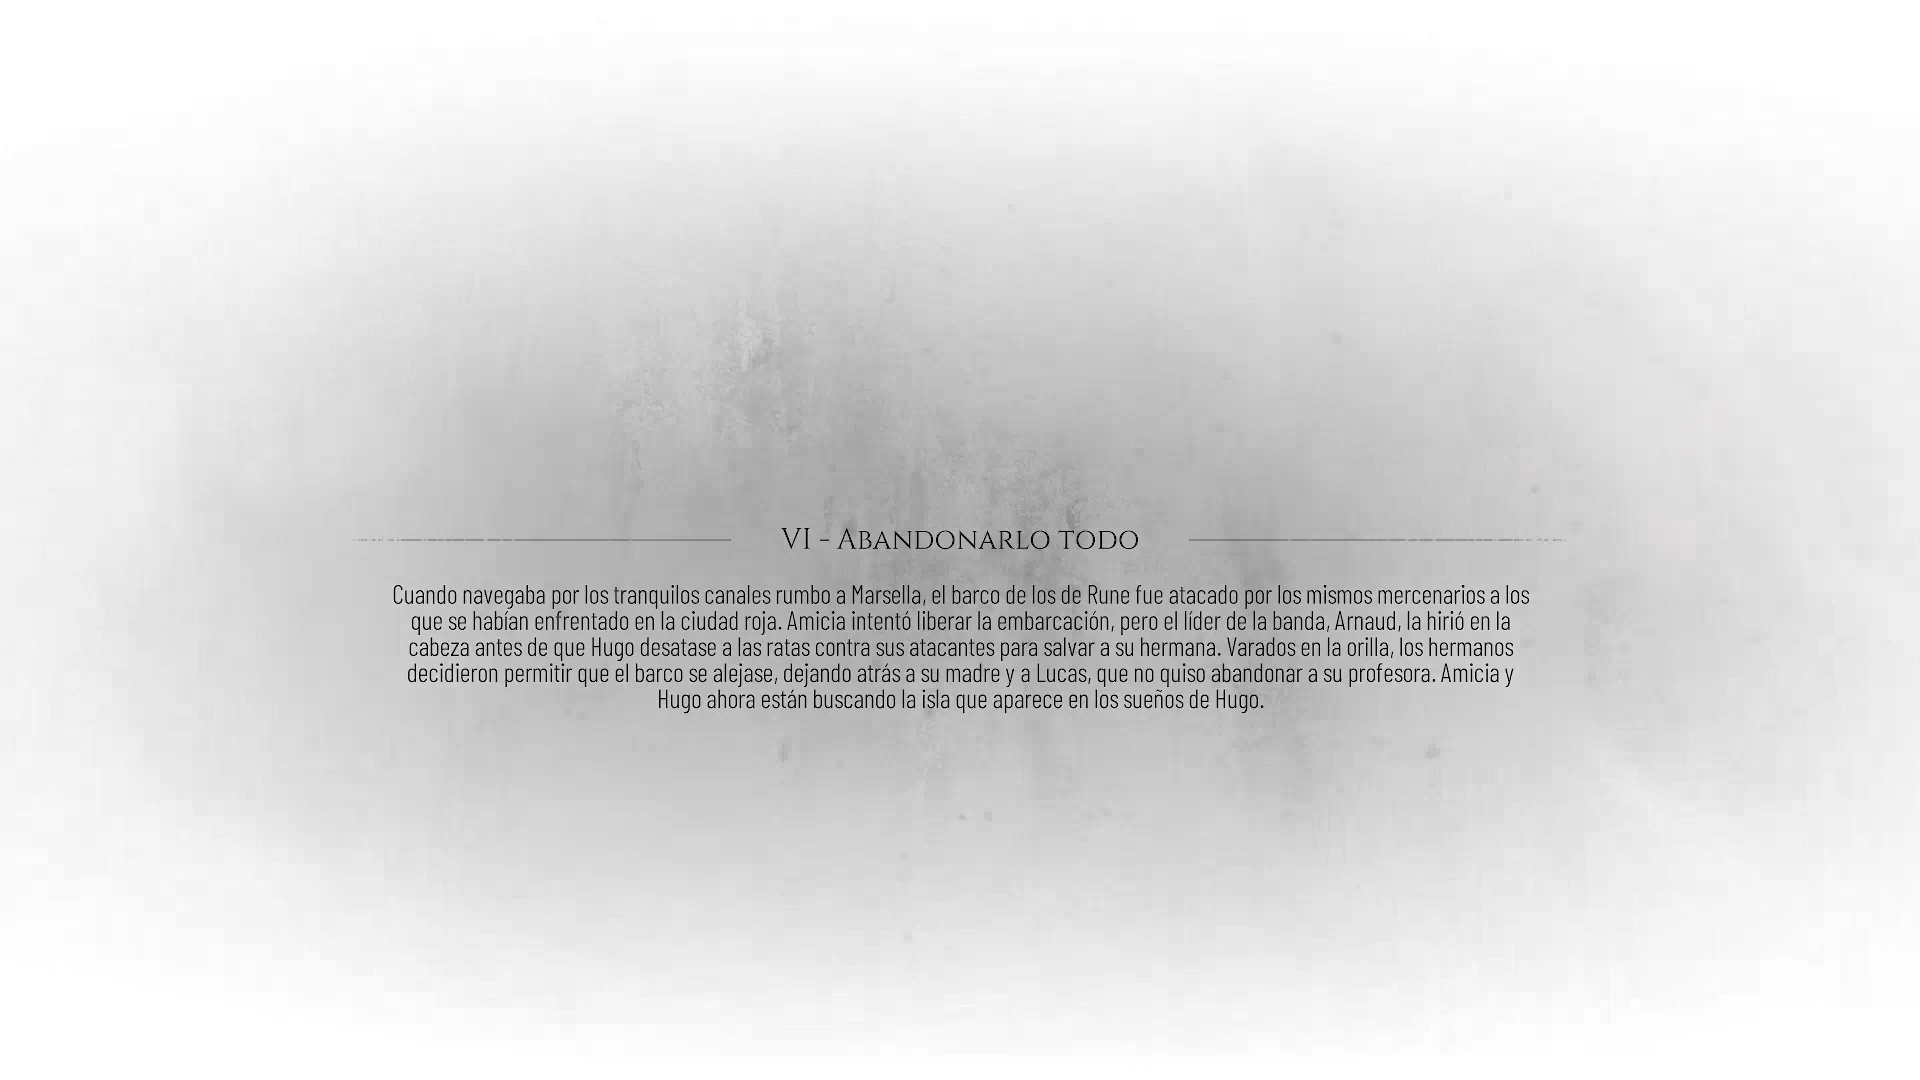 VI - Abandonarlo todo
Cuando navegaba por los tranquilos canales rumbo a Marsella, el barco de los de Rune fue atacado por los mismos mercenarios a los
que se habían enfrentado en la ciudad roja. Amicia intentó liberar la embarcación, pero el líder de la banda, Arnaud, la hirió en la
cabeza antes de que Hugo desatase a las ratas contra sus atacantes para salvar a su hermana. Varados en la orilla, los hermanos
decidieron permitir que el barco se alejase, dejando atrás a su madre y a Lucas, que no quiso abandonar a su profesora. Amicia y
Hugo ahora están buscando la isla que aparece en los sueños de Hugo.